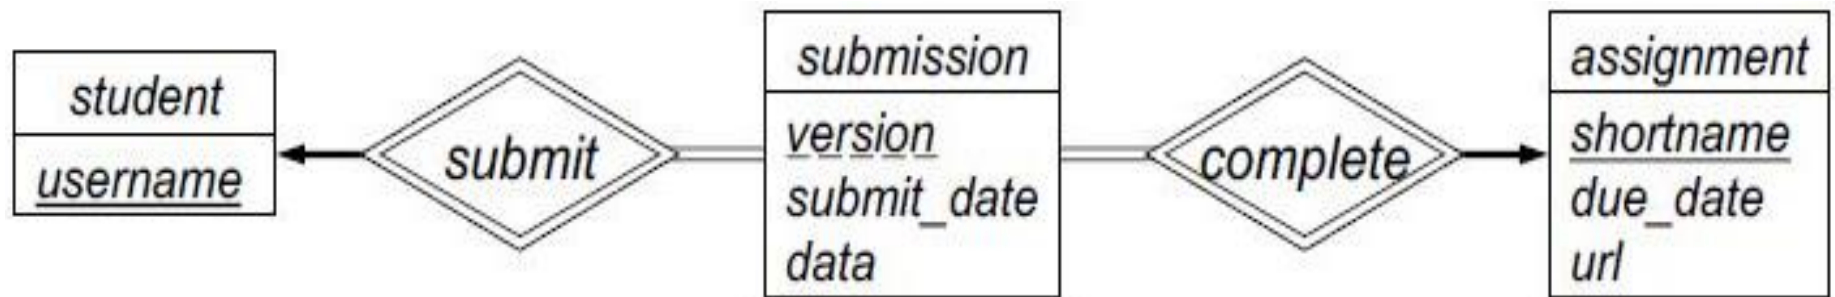 student
username
submit
submission
version
submit_date
data
complete
assignment
shortname
due_date
url